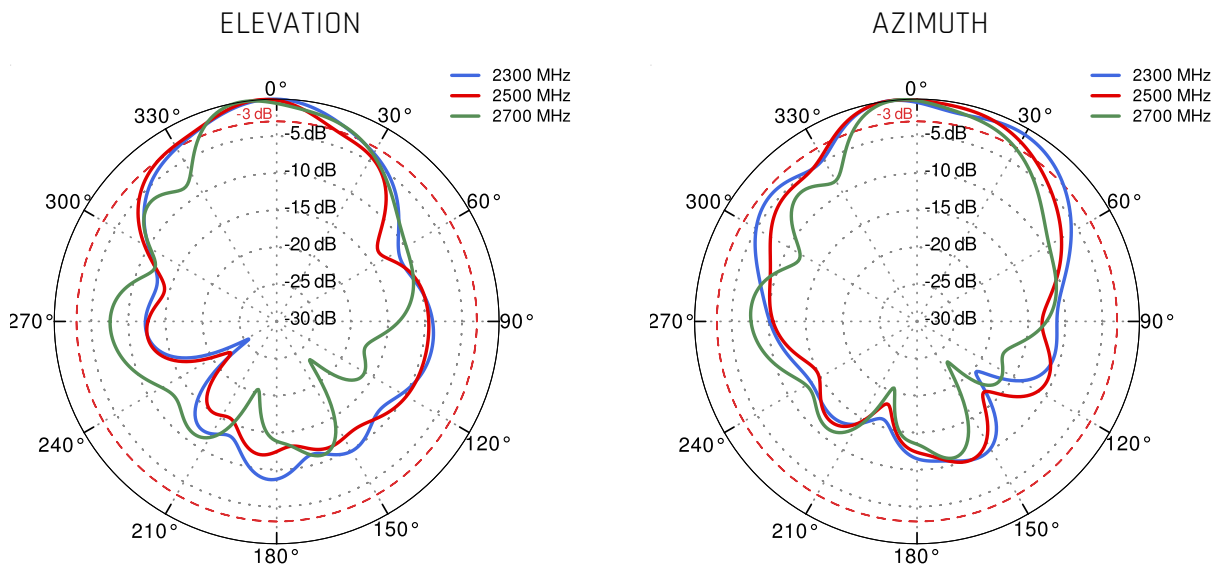 ELEVATION
2300 MHz
2500 MHz
2700 MHz
0°
30°
60°
90°
120°
150°
180°
210°
240°
270°
300°
330°
-3 dB
-5 dB
-10 dB
-15 dB
-20 dB
-25 dB
-30 dB
AZIMUTH
2300 MHz
2500 MHz
2700 MHz
0°
30°
60°
90°
120°
150°
180°
210°
240°
270°
300°
330°
-3 dB
-5 dB
-10 dB
-15 dB
-20 dB
-25 dB
-30 dB